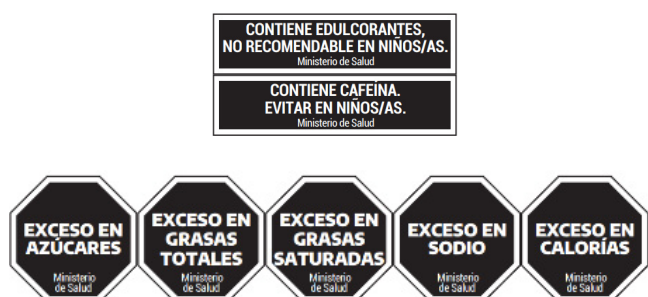 CONTIENE EDULCORANTES,
NO RECOMENDABLE EN NIÑOS/AS.
Ministerio de Salud
CONTIENE CAFEÍNA.
EVITAR EN NIÑOS/AS.
Ministerio de Salud
EXCESO EN
AZÚCARES
Ministerio
de Salud
EXCESO EN
GRASAS
TOTALES
Ministerio
de Salud
EXCESO EN
GRASAS
SATURADAS
Ministerio
de Salud
EXCESO EN
SODIO
Ministerio
de Salud
EXCESO EN
CALORÍAS
Ministerio
de Salud